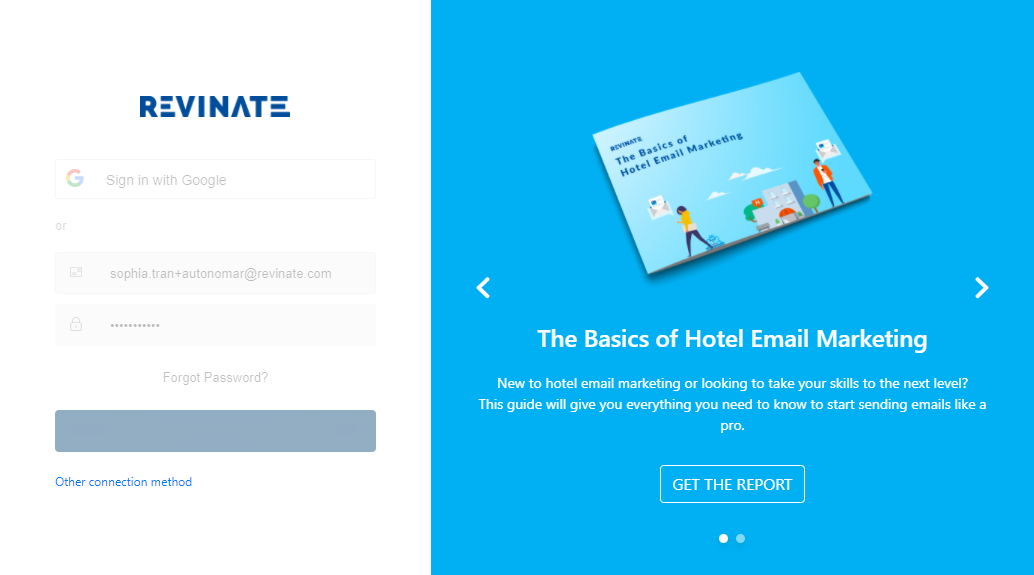 REVINATE
Sign in with Google
or
sophia.tran+autonomar@revinate.com
•••••••••••
Forgot Password?
Other connection method
REVINATE
The Basics of
Hotel Email Marketing
The Basics of Hotel Email Marketing
New to hotel email marketing or looking to take your skills to the next level?
This guide will give you everything you need to know to start sending emails like a
pro.
GET THE REPORT